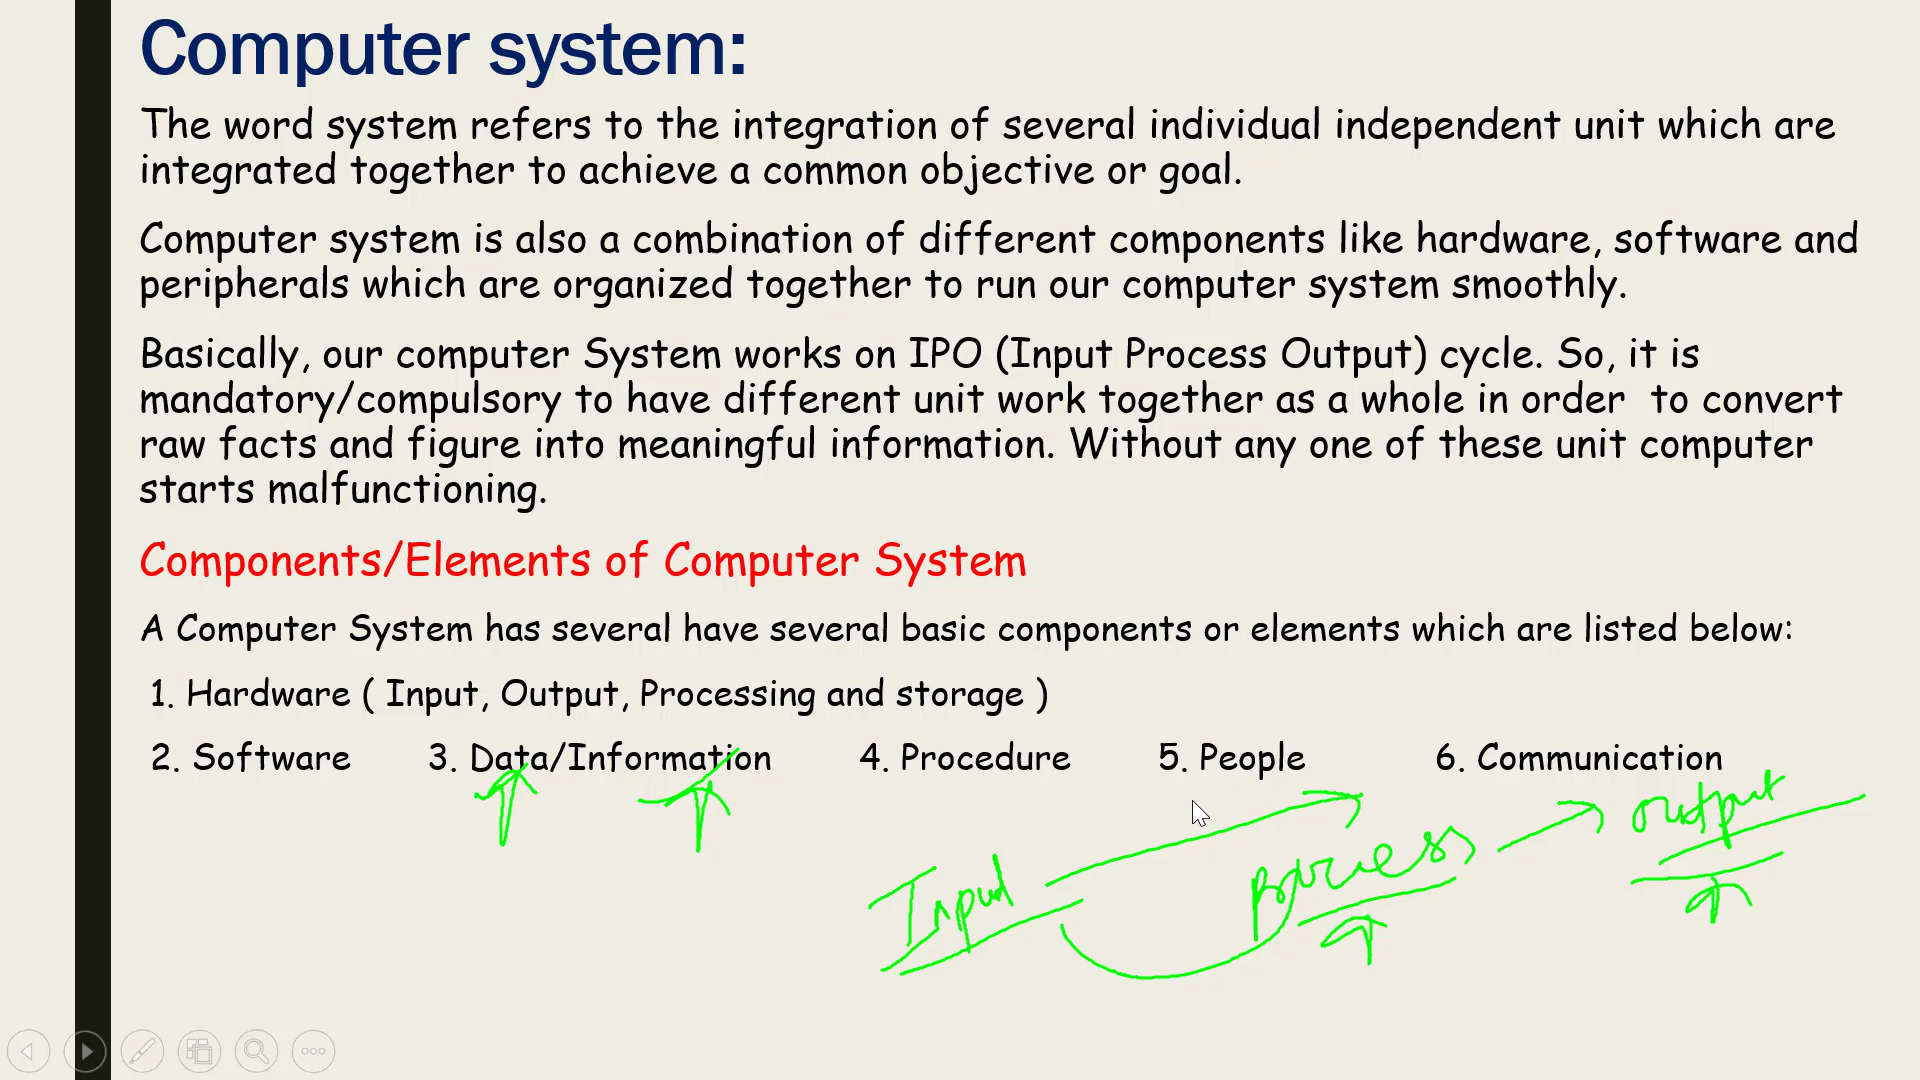 Computer system:
The word system refers to the integration of several individual independent unit which are
integrated together to achieve a common objective or goal.
Computer system is also a combination of different components like hardware, software and
peripherals which are organized together to run our computer system smoothly.
Basically, our computer System works on IPO (Input Process Output) cycle. So, it is
mandatory/compulsory to have different unit work together as a whole in order  to convert
raw facts and figure into meaningful information. Without any one of these unit computer
starts malfunctioning.
Components/Elements of Computer System
A Computer System has several have several basic components or elements which are listed below:
1. Hardware ( Input, Output, Processing and storage )
2. Software 3. Data/Information 4. Procedure 5. People 6. Communication
Input Process output